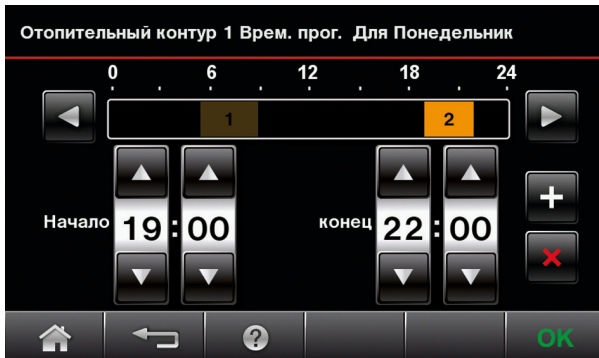 Отопительный контур 1 Врем. прог. Для Понедельник
0 6 12 18 24
1 2
Начало 19:00 конец 22:00
OK